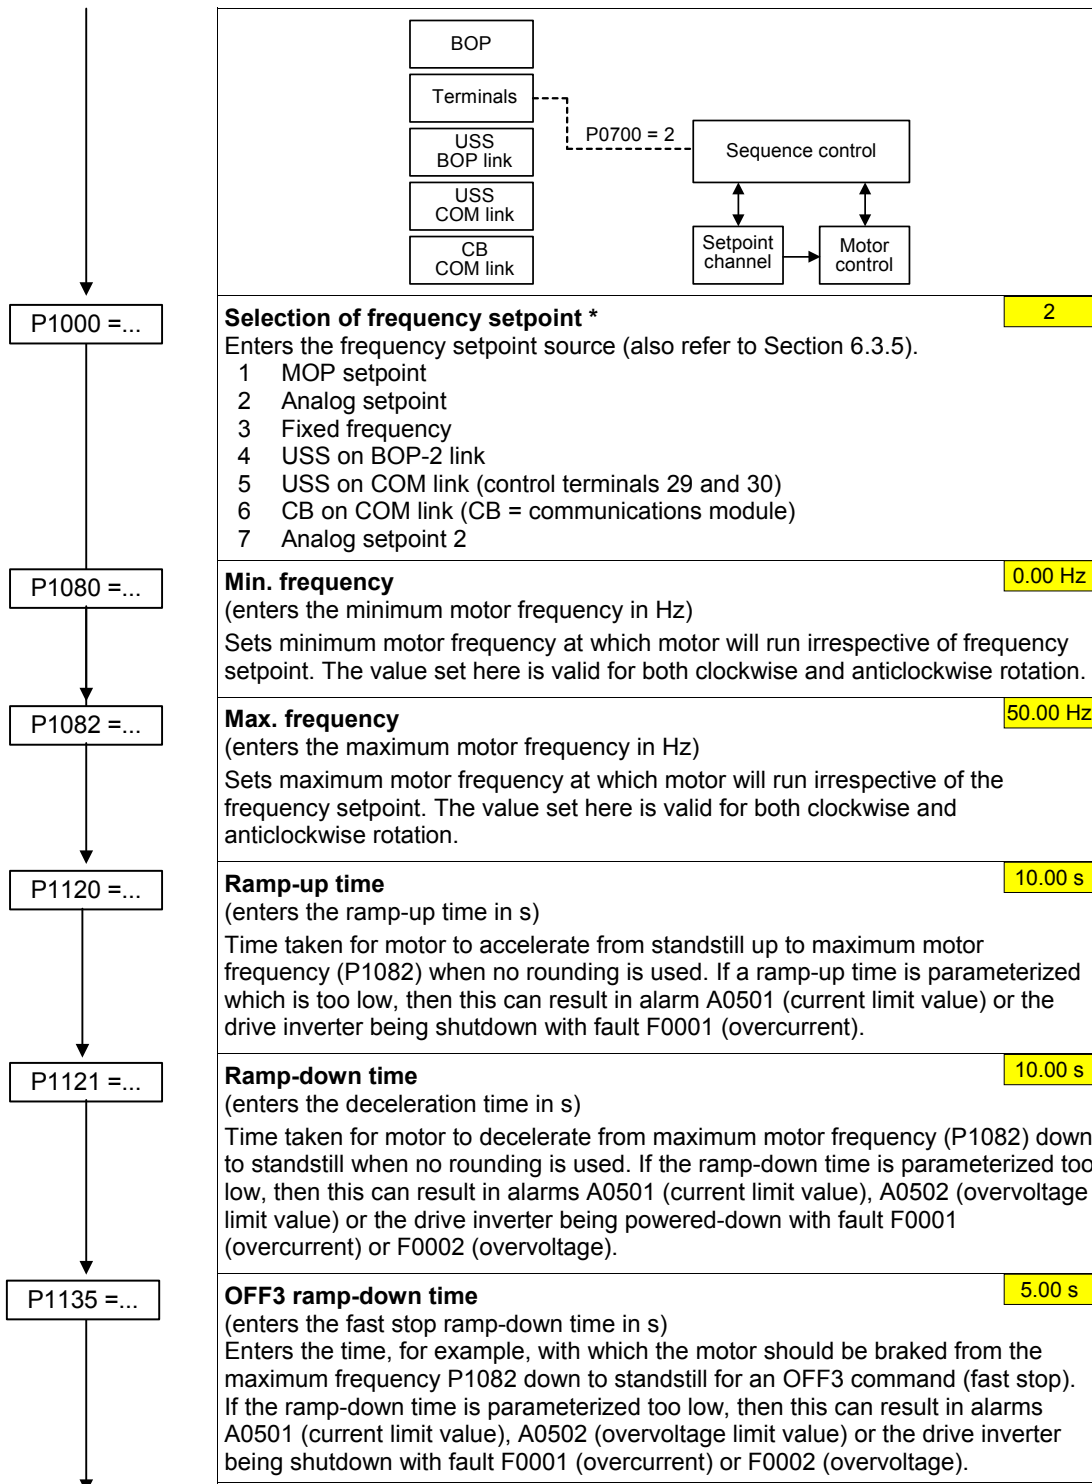 BOP
Terminals
USS
BOP link
USS
COM link
CB
COM link
P0700 = 2
Sequence control
Setpoint
channel
Motor
control
P1000 =...
Selection of frequency setpoint *
2
Enters the frequency setpoint source (also refer to Section 6.3.5).
1 MOP setpoint
2 Analog setpoint
3 Fixed frequency
4 USS on BOP-2 link
5 USS on COM link (control terminals 29 and 30)
6 CB on COM link (CB = communications module)
7 Analog setpoint 2
P1080 =...
Min. frequency
0.00 Hz
(enters the minimum motor frequency in Hz)
Sets minimum motor frequency at which motor will run irrespective of frequency
setpoint. The value set here is valid for both clockwise and anticlockwise rotation.
P1082 =...
Max. frequency
50.00 Hz
(enters the maximum motor frequency in Hz)
Sets maximum motor frequency at which motor will run irrespective of the
frequency setpoint. The value set here is valid for both clockwise and
anticlockwise rotation.
P1120 =...
Ramp-up time
10.00 s
(enters the ramp-up time in s)
Time taken for motor to accelerate from standstill up to maximum motor
frequency (P1082) when no rounding is used. If a ramp-up time is parameterized
which is too low, then this can result in alarm A0501 (current limit value) or the
drive inverter being shutdown with fault F0001 (overcurrent).
P1121 =...
Ramp-down time
10.00 s
(enters the deceleration time in s)
Time taken for motor to decelerate from maximum motor frequency (P1082) down
to standstill when no rounding is used. If the ramp-down time is parameterized too
low, then this can result in alarms A0501 (current limit value), A0502 (overvoltage
limit value) or the drive inverter being powered-down with fault F0001
(overcurrent) or F0002 (overvoltage).
P1135 =...
OFF3 ramp-down time
5.00 s
(enters the fast stop ramp-down time in s)
Enters the time, for example, with which the motor should be braked from the
maximum frequency P1082 down to standstill for an OFF3 command (fast stop).
If the ramp-down time is parameterized too low, then this can result in alarms
A0501 (current limit value), A0502 (overvoltage limit value) or the drive inverter
being shutdown with fault F0001 (overcurrent) or F0002 (overvoltage).